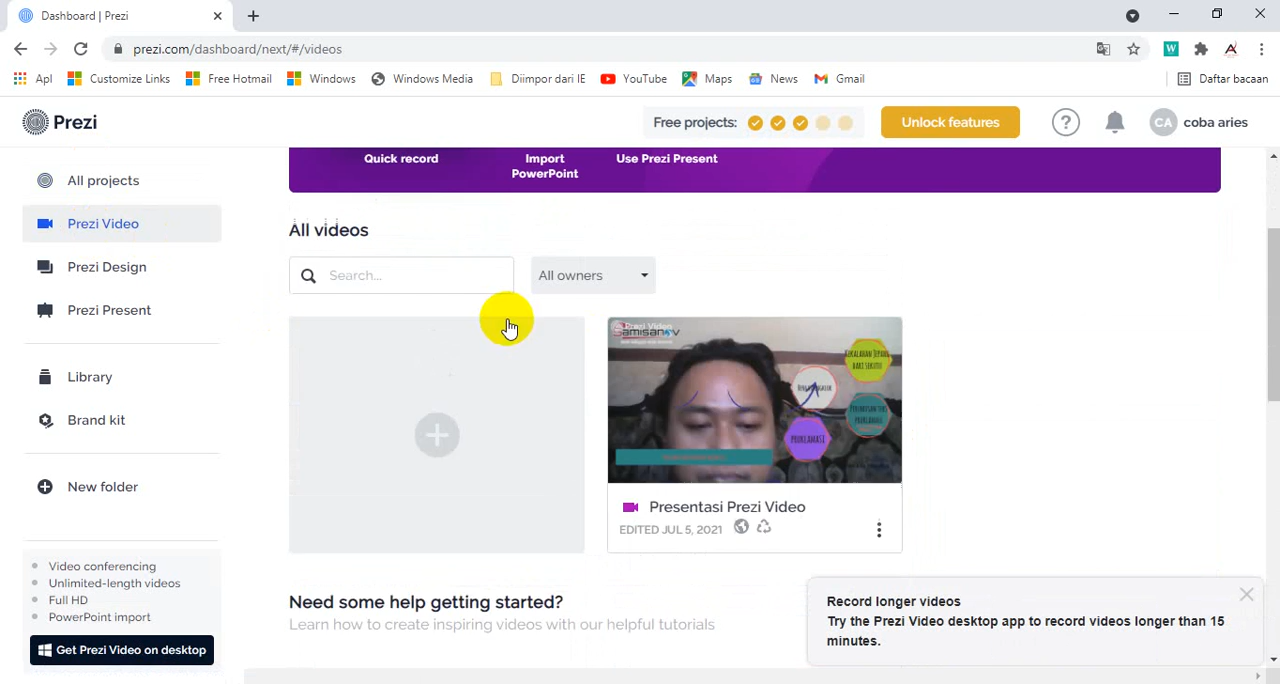 Dashboard | Prezi
prezi.com/dashboard/next/#/videos
Apl
Customize Links
Free Hotmail
Windows
Windows Media
Diimpor dari IE
YouTube
Maps
News
Gmail
Daftar bacaan
Prezi
Free projects:
Unlock features
?
CA
coba aries
All projects
Prezi Video
Prezi Design
Prezi Present
Library
Brand kit
New folder
Video conferencing
Unlimited-length videos
Full HD
PowerPoint import
Get Prezi Video on desktop
Quick record
Import
PowerPoint
Use Prezi Present
All videos
Search...
All owners
Prezi Video
PROKLAMASI
Presentasi Prezi Video
EDITED JUL 5, 2021
Need some help getting started?
Learn how to create inspiring videos with our helpful tutorials
Record longer videos
Try the Prezi Video desktop app to record videos longer than 15
minutes.